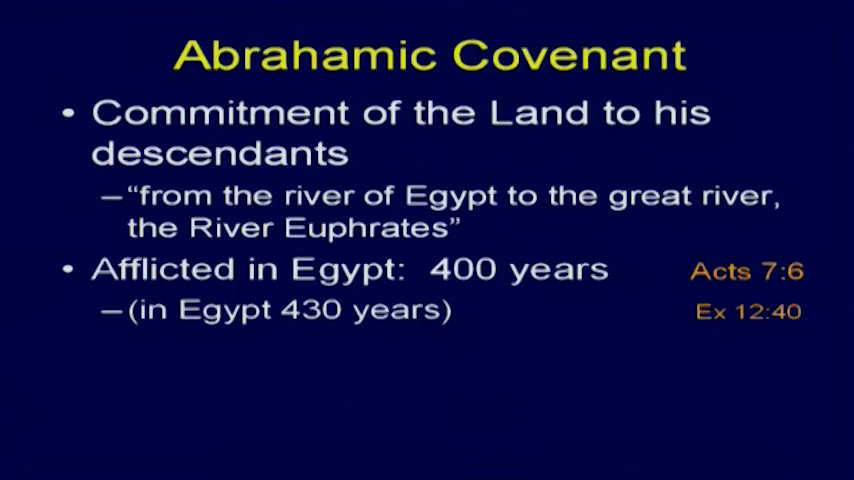 Abrahamic Covenant
• Commitment of the Land to his
descendants
–“from the river of Egypt to the great river,
the River Euphrates”
• Afflicted in Egypt: 400 years Acts 7:6
–(in Egypt 430 years) Ex 12:40